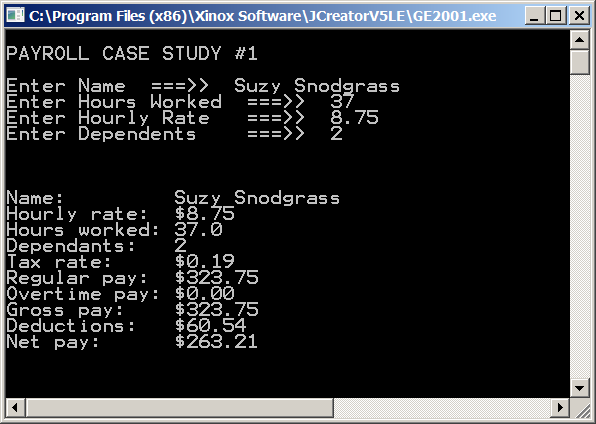 C:\Program Files (x86)\Xinox Software\JCreatorV5LE\GE2001.exe
PAYROLL CASE STUDY #1
Enter Name  ===>>  Suzy Snodgrass
Enter Hours Worked  ===>>  37
Enter Hourly Rate   ===>>  8.75
Enter Dependents    ===>>  2
Name:         Suzy Snodgrass
Hourly rate:  $8.75
Hours worked: 37.0
Dependants:   2
Tax rate:     $0.19
Regular pay:  $323.75
Overtime pay: $0.00
Gross pay:    $323.75
Deductions:   $60.54
Net pay:      $263.21